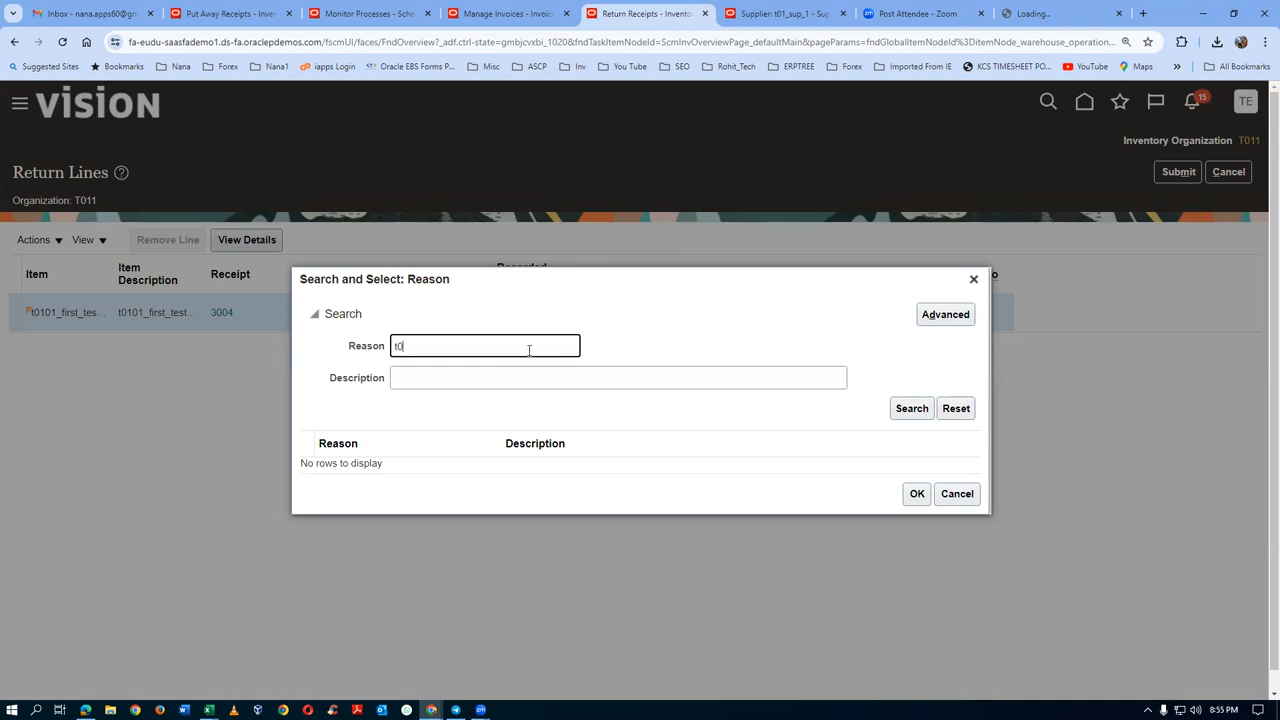 Inbox - nana.apps60@gm
Put Away Receipts - Inven
Monitor Processes - Sche
Manage Invoices - Invoice
Return Receipts - Invento
Supplier: t01_sup_1 - Sup
Post Attendee - Zoom
Loading...
fa-eudu-saasfademo1.ds-fa.oraclepdemos.com/fscmUI/faces/FndOverview?_adf.ctrl-state=gmbjcvxbi_1020&fndTaskItemNodeId=ScmInvOverviewPage_defaultMain&pageParams=fndGlobalItemNodeId%3DitemNode_warehouse_operation...
Suggested Sites
Bookmarks
Nana
Forex
Nana1
iapps Login
Oracle EBS Forms P...
Misc
ASCP
Inv
You Tube
SEO
Rohit_Tech
ERPTREE
Forex
Imported From IE
KCS TIMESHEET PO...
YouTube
Maps
»
All Bookmarks
VISION
15
TE
Inventory Organization T011
Return Lines ?
Submit
Cancel
Organization: T011
Actions
View
Remove Line
View Details
Item
Item Description
Receipt
t0101_first_tes...
t0101_first_test...
3004
Search and Select: Reason
Search
Advanced
Reason t0
Description
Search
Reset
Reason
Description
No rows to display
OK
Cancel
8:55 PM